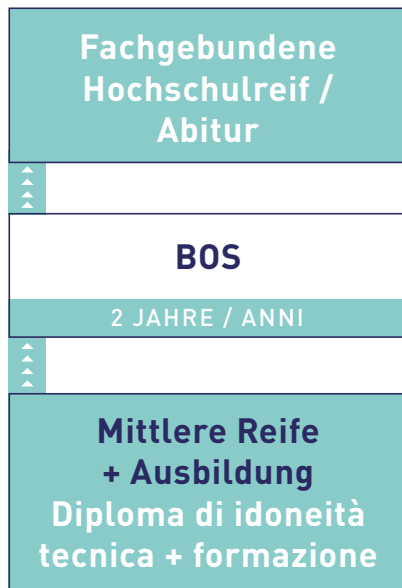 Fachgebundene
Hochschulreif /
Abitur
BOS
2 JAHRE / ANNI
Mittlere Reife
+ Ausbildung
Diploma di idoneità
tecnica + formazione